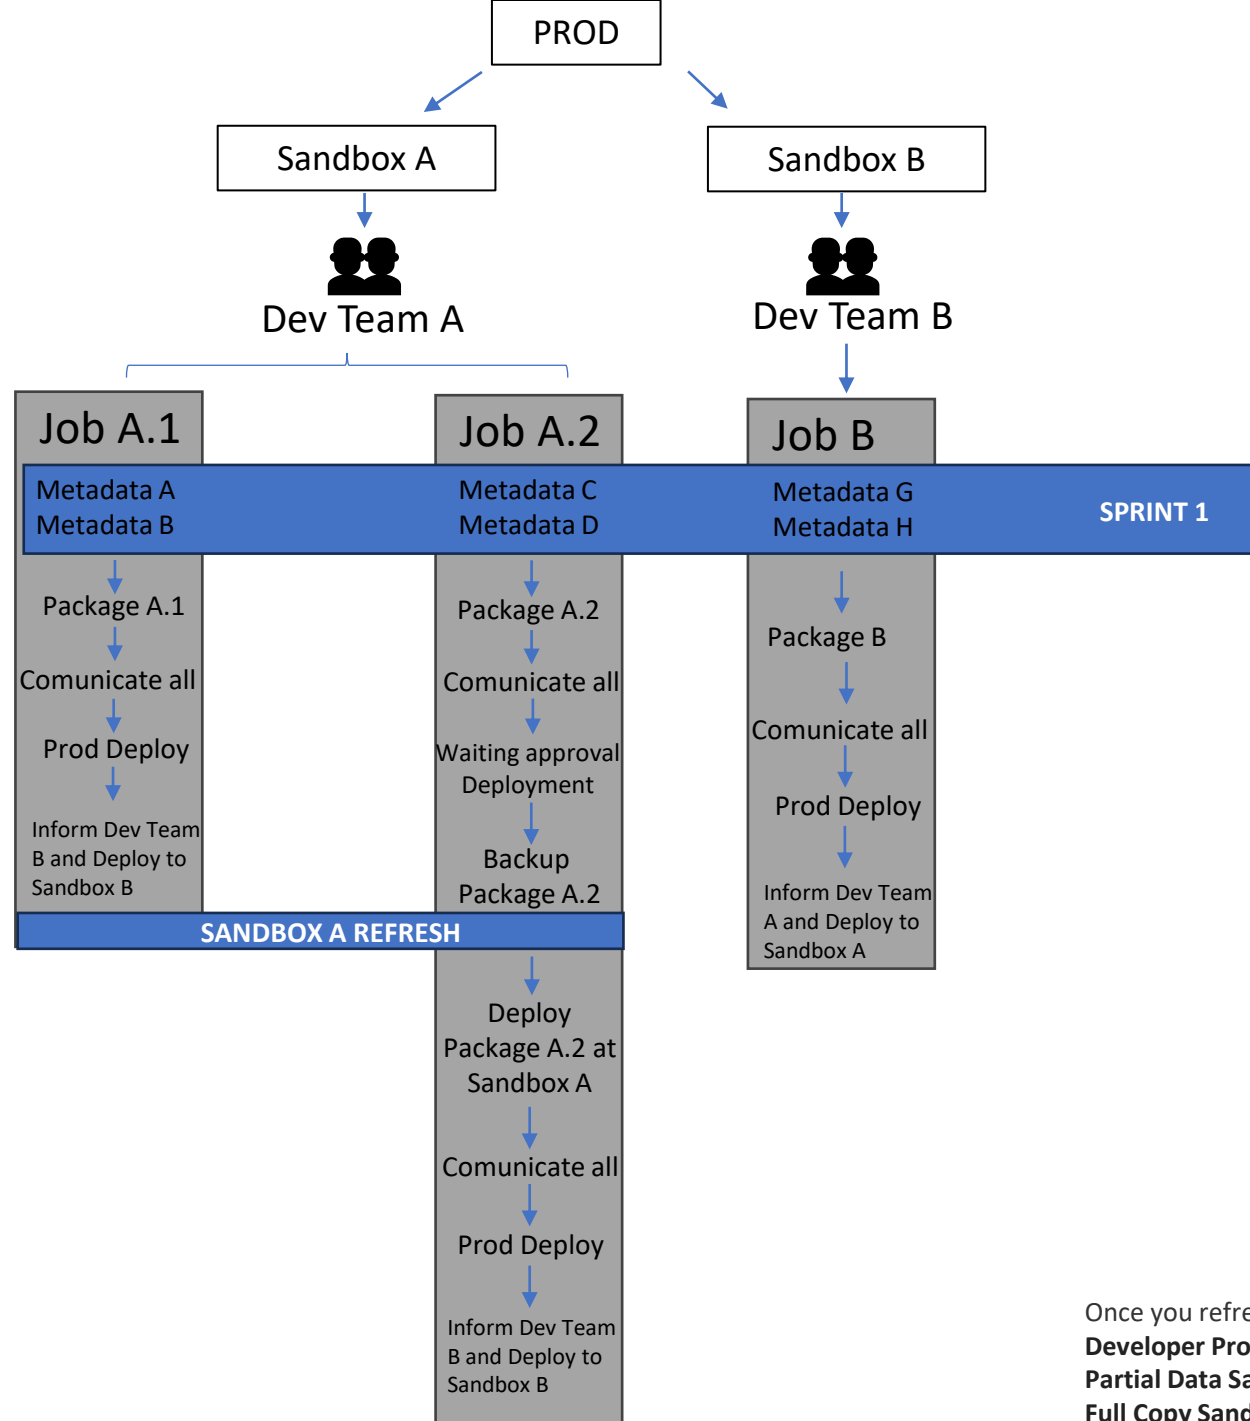 PROD
Sandbox A
Sandbox B
Dev Team A
Dev Team B
Job A.1
Job A.2
Job B
Metadata A
Metadata B
Metadata C
Metadata D
Metadata G
Metadata H
SPRINT 1
Package A.1
Comunicate all
Prod Deploy
Inform Dev Team
B and Deploy to
Sandbox B
Package A.2
Comunicate all
Waiting approval
Deployment
Backup
Package A.2
Package B
Comunicate all
Prod Deploy
Inform Dev Team
A and Deploy to
Sandbox A
SANDBOX A REFRESH
Deploy
Package A.2 at
Sandbox A
Comunicate all
Prod Deploy
Inform Dev Team
B and Deploy to
Sandbox B
Once you
Developer
Partial Data
Full Copy